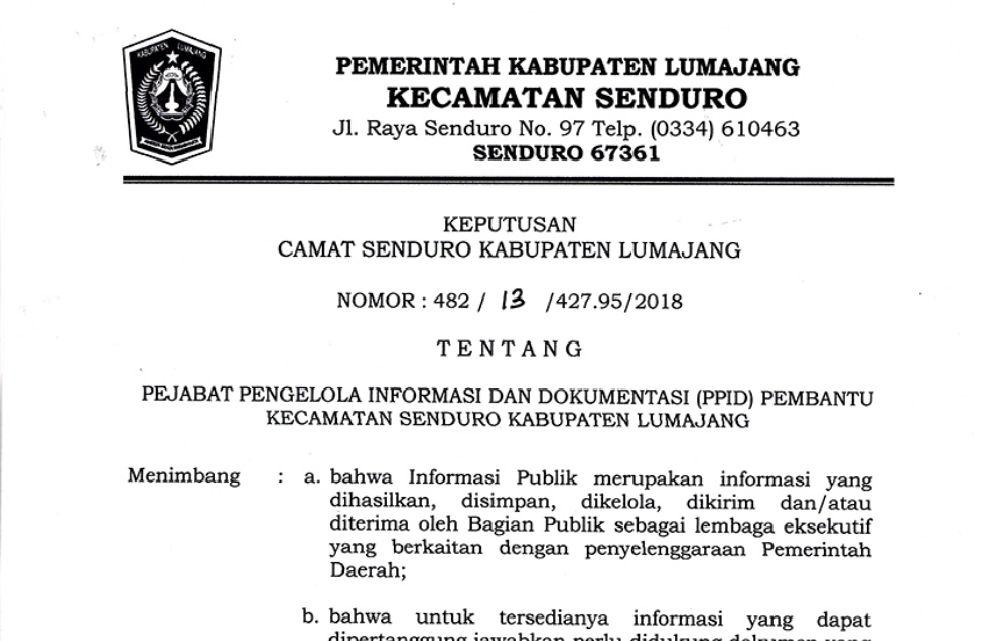 KABUPATEN LUMAJANG
PEMERINTAH KABUPATEN LUMAJANG
KECAMATAN SENDURO
Jl. Raya Senduro No. 97 Telp. (0334) 610463
SENDURO 67361
KEPUTUSAN
CAMAT SENDURO KABUPATEN LUMAJANG
NOMOR : 482 / 13 /427.95/2018
T E N T A N G
PEJABAT PENGELOLA INFORMASI DAN DOKUMENTASI (PPID) PEMBANTU
KECAMATAN SENDURO KABUPATEN LUMAJANG
Menimbang : a. bahwa Informasi Publik merupakan informasi yang
dihasilkan, disimpan, dikelola, dikirim dan/atau
diterima oleh Bagian Publik sebagai lembaga eksekutif
yang berkaitan dengan penyelenggaraan Pemerintah
Daerah;
b. bahwa untuk tersedianya informasi yang dapat
dipertanggung jawabkan perlu didukung dokumen yang